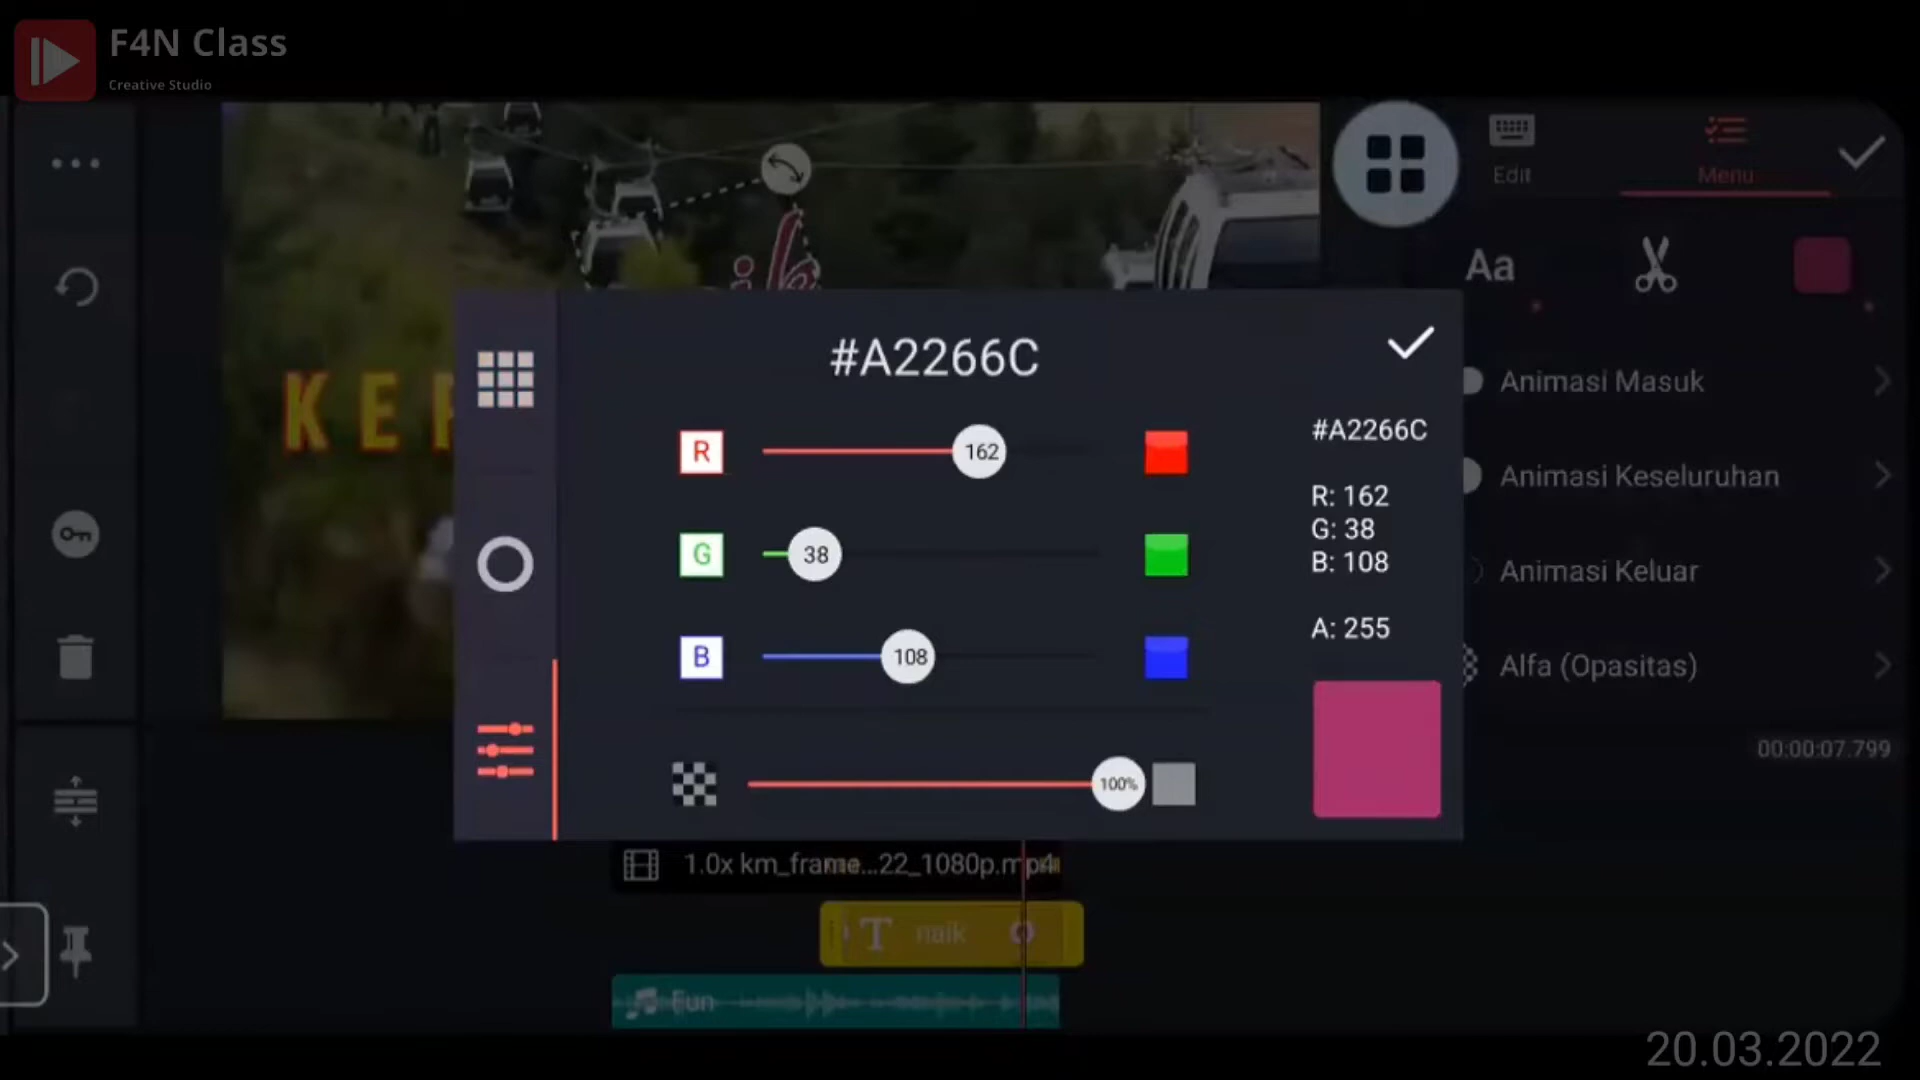 F4N Class
Creative Studio
Edit
Menu
Aa
ik
KE
#A2266C
R
162
G
38
B
108
100%
#A2266C
R: 162
G: 38
B: 108
A: 255
Animasi Masuk
Animasi Keseluruhan
Animasi Keluar
Alfa (Opasitas)
00:00:07.799
1.0x km_frame...22_1080p.mp4
T naik
Fun
20.03.2022